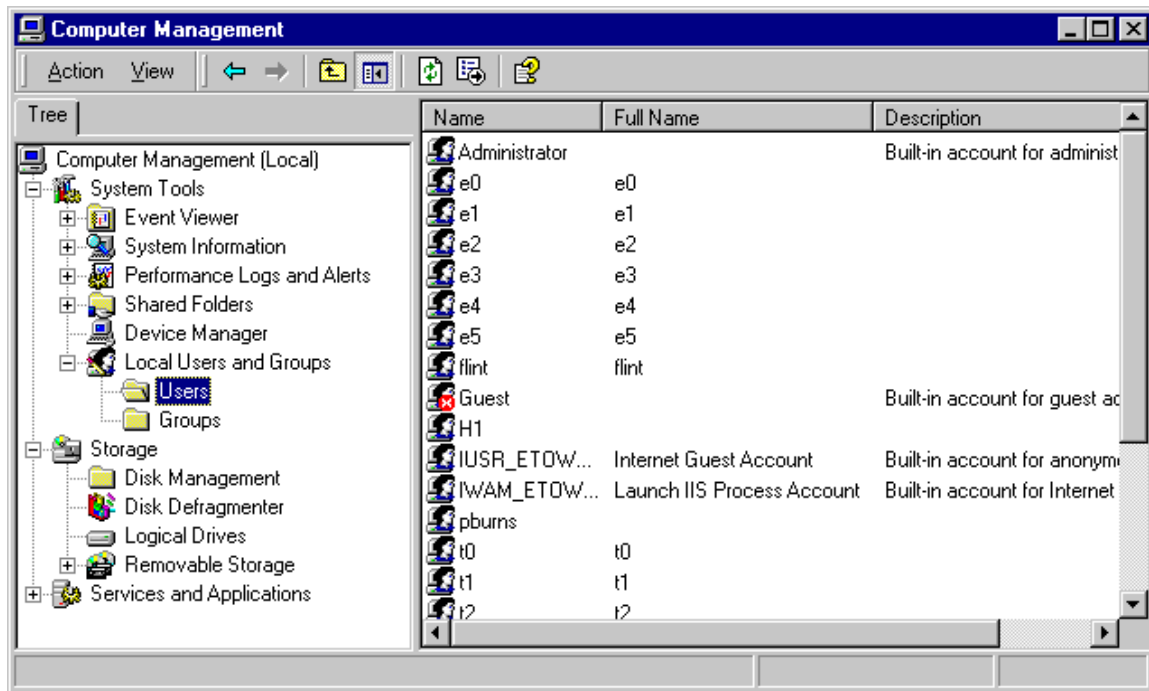 Computer Management
Action View
Tree
Computer Management (Local)
System Tools
Event Viewer
System Information
Performance Logs and Alerts
Shared Folders
Device Manager
Local Users and Groups
Users
Groups
Storage
Disk Management
Disk Defragmenter
Logical Drives
Removable Storage
Services and Applications
Name Full Name Description
Administrator Built-in account for administ
e0 e0
e1 e1
e2 e2
e3 e3
e4 e4
e5 e5
flint flint
Guest Built-in account for guest ac
H1
IUSR_ETOW... Internet Guest Account Built-in account for anonym
IWAM_ETOW... Launch IIS Process Account Built-in account for Internet
pburns
t0 t0
t1 t1
t2 t2